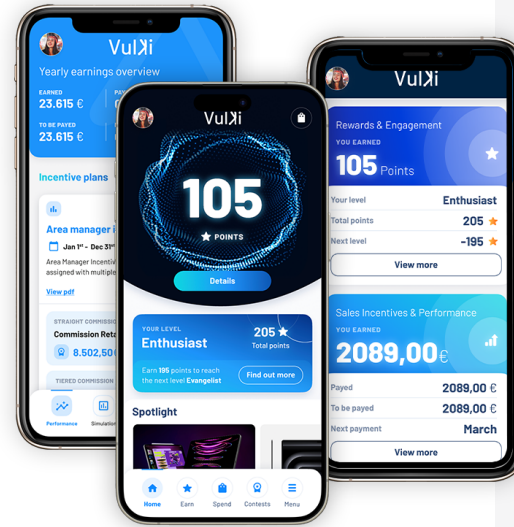 VulKi
Yearly earnings overview
EARNED
23.615 €
TO BE PAYED
23.615 €
Incentive plans
Area manager i
Jan 1st - Dec 31st
Area Manager Incentiv
assigned with multiple
View pdf
STRAIGHT COMMISSIO
Commission Reta
8.502,50
TIERED COMMISSION
Performance
Simulation
VulKi
105
POINTS
Details
YOUR LEVEL
Enthusiast
205
Total points
Earn 195 points to reach
the next level Evangelist
Find out more
Spotlight
Home Earn Spend Contests Menu
VulKi
Rewards & Engagement
YOU EARNED
105 Points
Your level Enthusiast
Total points 205
Next level -195
View more
Sales Incentives & Performance
YOU EARNED
2089,00 €
Payed 2089,00 €
To be payed 2089,00 €
Next payment March
View more